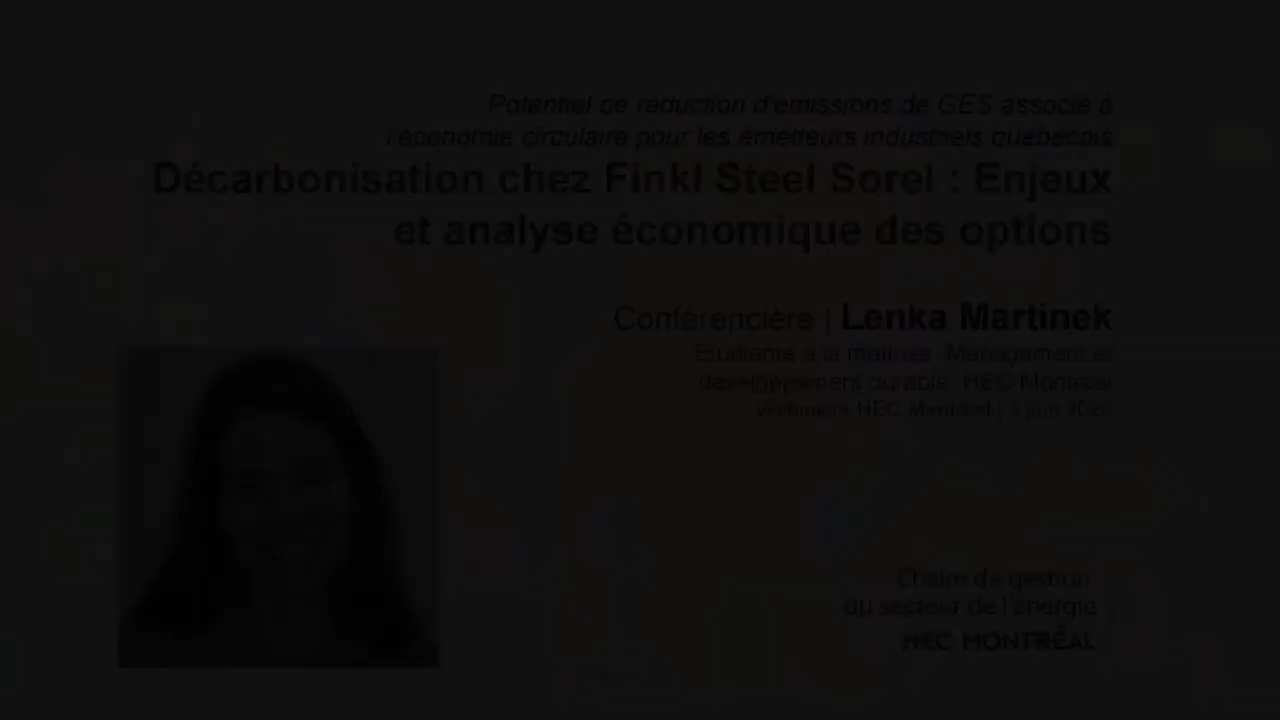 Potentiel de réduction d'émissions de GES associé à
l'économie circulaire pour les émetteurs industriels québécois
Décarbonisation chez Finkl Steel Sorel : Enjeux
et analyse économique des options
Conférencière | Lenka Martinek
Étudiante à la maîtrise, Management et
développement durable, HEC Montréal
Webinaire HEC Montréal | juin
Chaire de gestion
du secteur de l'énergie
HEC MONTRÉAL